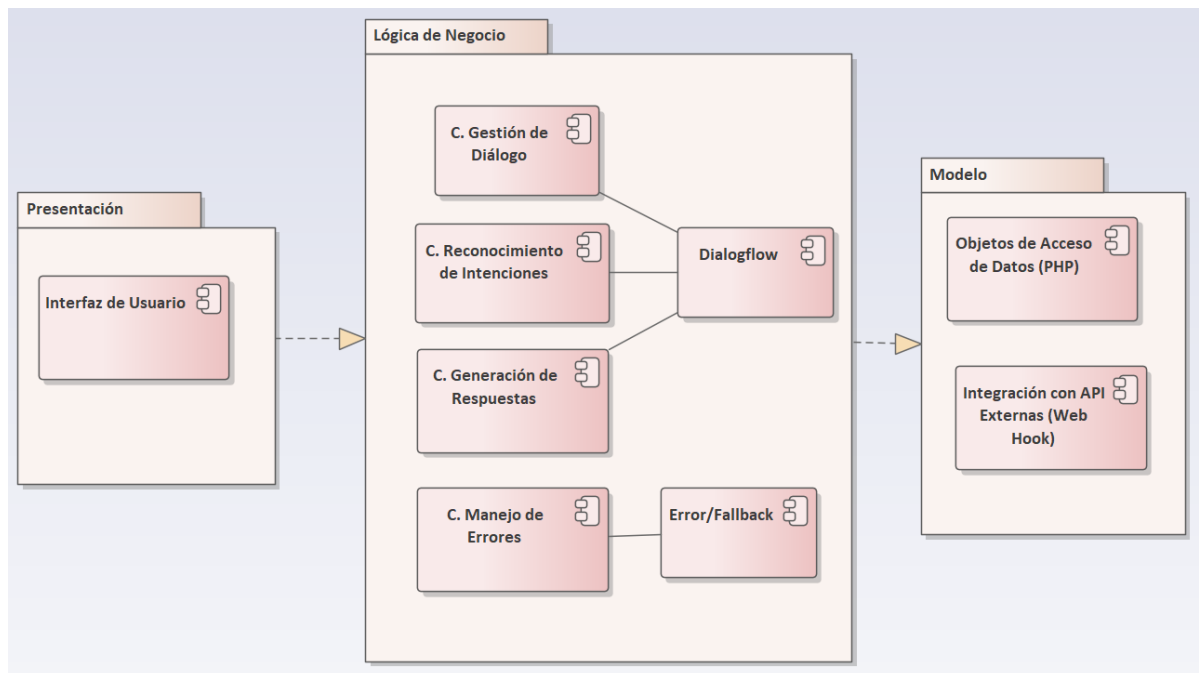 Presentación
Interfaz de Usuario
Lógica de Negocio
C. Gestión de
Diálogo
C. Reconocimiento
de Intenciones
C. Generación de
Respuestas
C. Manejo de
Errores
Dialogflow
Error/Fallback
Modelo
Objetos de Acceso
de Datos (PHP)
Integración con API
Externas (Web
Hook)